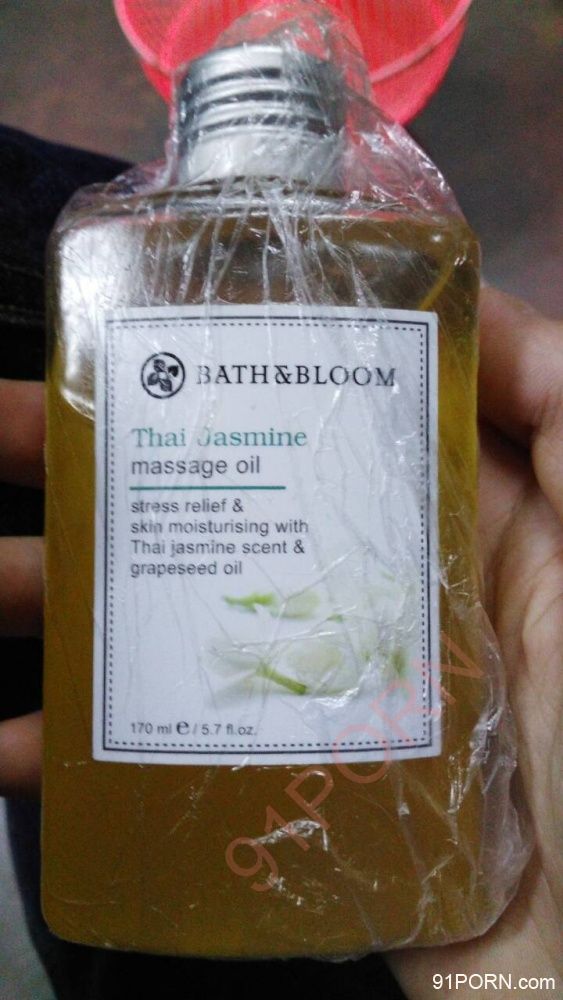 BATH&BLOOM
Thai Jasmine
massage oil
stress relief &
skin moisturising with
Thai jasmine scent &
grapeseed oil
170 ml e / 5.7 fl.oz.
91PORN
91PORN.com